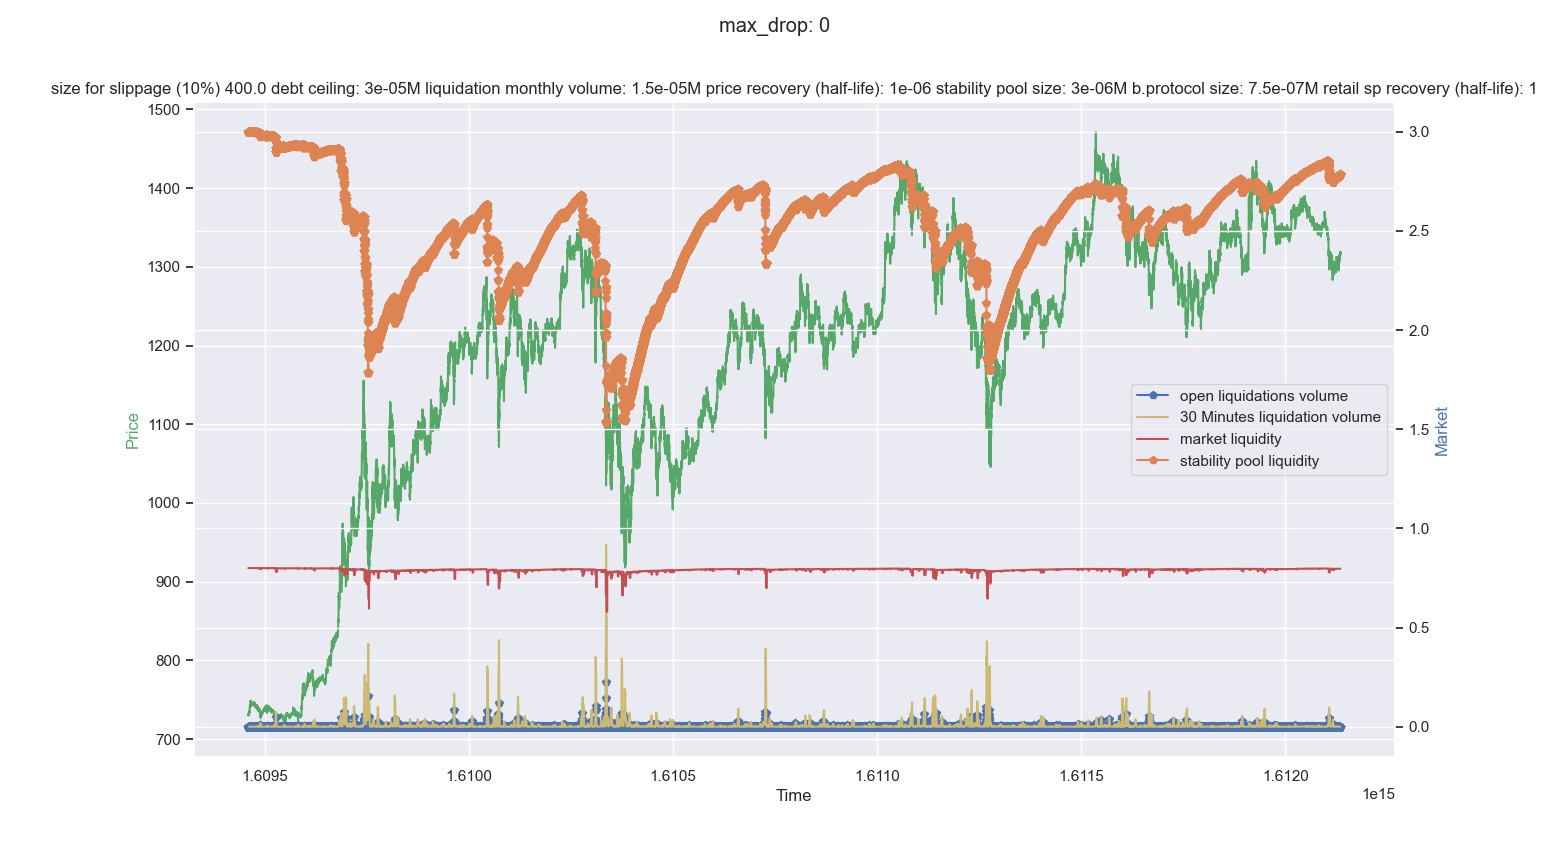 max_drop: 0
size for slippage (10%) 400.0 debt ceiling: 3e-05M liquidation monthly volume: 1.5e-05M price recovery (half-life): 1e-06 stability pool size: 3e-06M b.protocol size: 7.5e-07M retail sp recovery (half-life): 1
1500
1400
1300
1200
1100
1000
900
800
700
Price
3.0
2.5
2.0
1.5
1.0
0.5
0.0
Market
open liquidations volume
30 Minutes liquidation volume
market liquidity
stability pool liquidity
1.6095 1.6100 1.6105 1.6110 1.6115 1.6120
Time
1e15